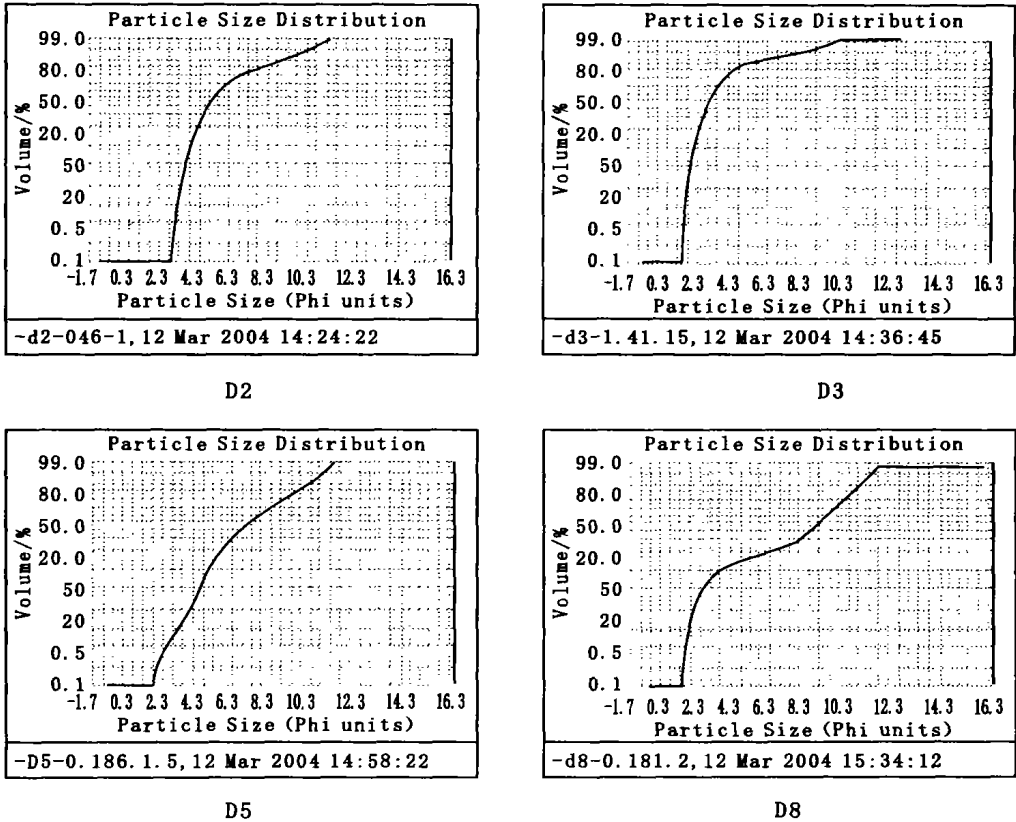 Particle Size Distribution
Volume/%
99.0
80.0
50.0
20.0
50
20
0.5
0.1
-1.7 0.3 2.3 4.3 6.3 8.3 10.3 12.3 14.3 16.3
Particle Size (Phi units)
-d2-046-1, 12 Mar 2004 14:24:22
D2
Particle Size Distribution
Volume/%
99.0
80.0
50.0
20.0
50
20
0.5
0.1
-1.7 0.3 2.3 4.3 6.3 8.3 10.3 12.3 14.3 16.3
Particle Size (Phi units)
-d3-1.41.15, 12 Mar 2004 14:36:45
D3
Particle Size Distribution
Volume/%
99.0
80.0
50.0
20.0
50
20
0.5
0.1
-1.7 0.3 2.3 4.3 6.3 8.3 10.3 12.3 14.3 16.3
Particle Size (Phi units)
-D5-0.186.1.5, 12 Mar 2004 14:58:22
D5
Particle Size Distribution
Volume/%
99.0
80.0
50.0
20.0
50
20
0.5
0.1
-1.7 0.3 2.3 4.3 6.3 8.3 10.3 12.3 14.3 16.3
Particle Size (Phi units)
-d8-0.181.2, 12 Mar 2004 15:34:12
D8